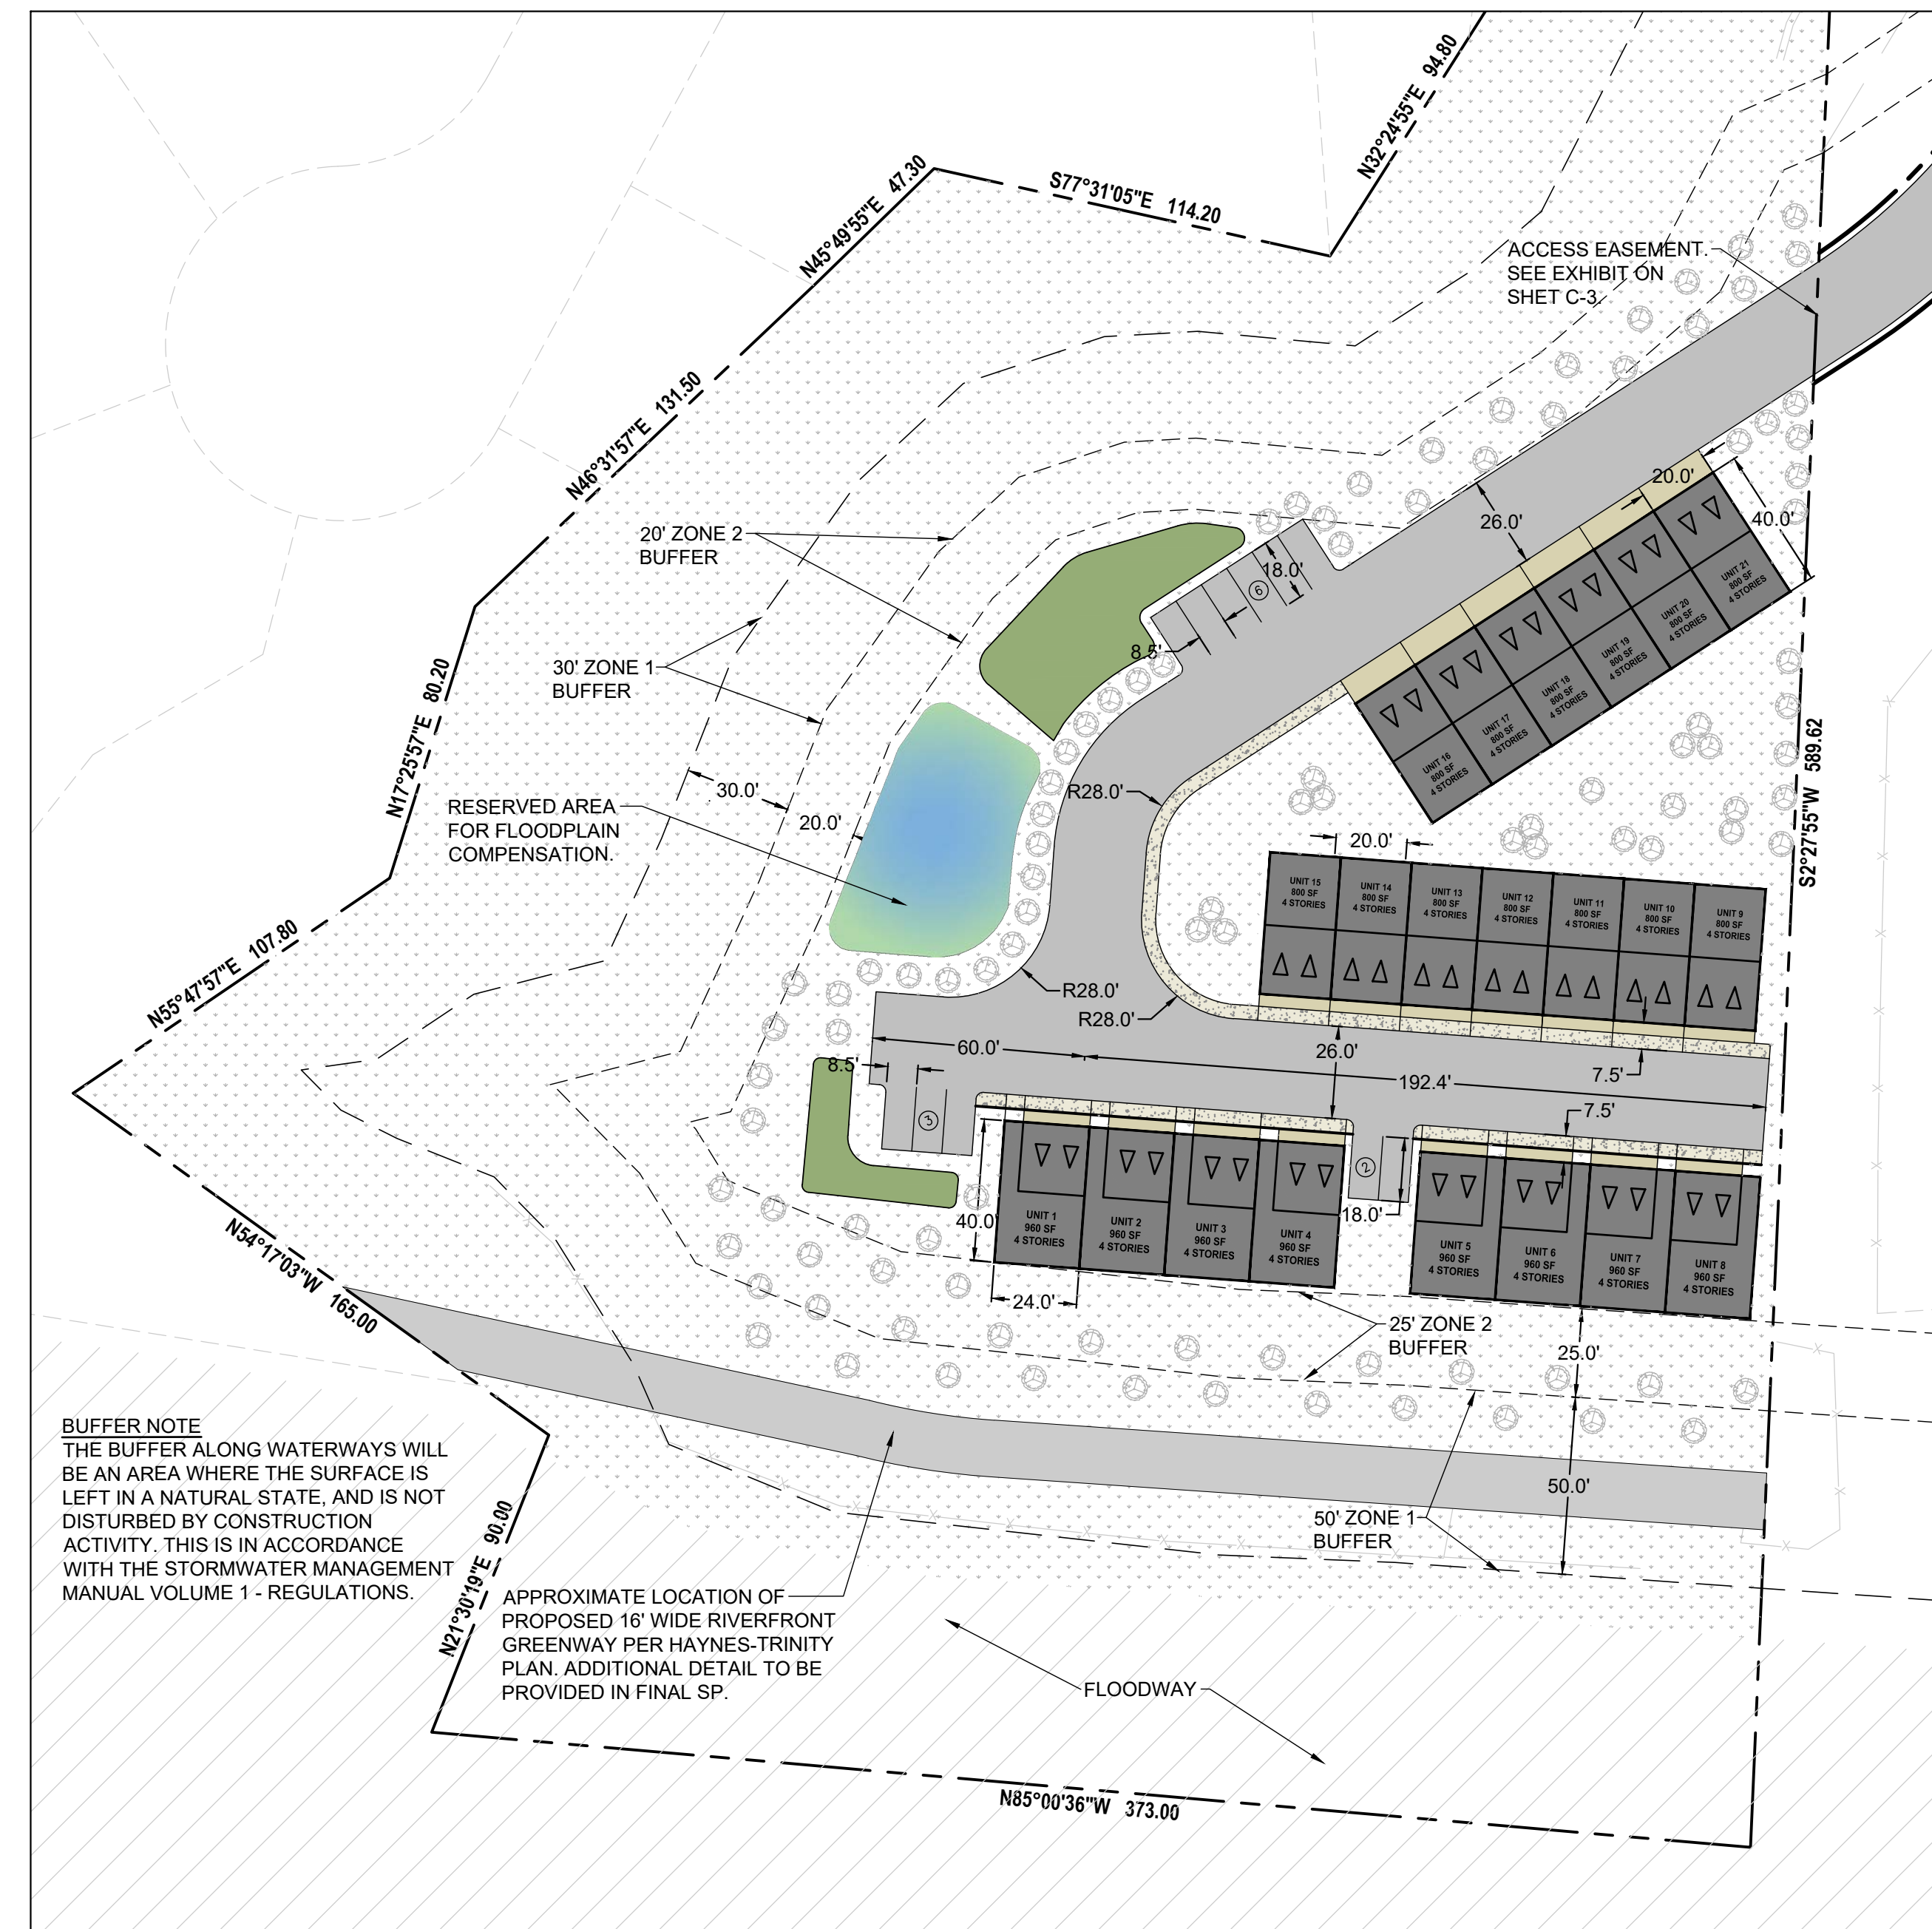 N32°24'55"E 94.80
N45°49'55"E 47.30
S77°31'05"E 114.20
ACCESS EASEMENT.
SEE EXHIBIT ON
SHET C-3.
N46°31'57"E 131.50
20' ZONE 2
BUFFER
20.0'
40.0'
26.0'
18.0'
6
8.5'
UNIT 21
800 SF
4 STORIES
UNIT 20
800 SF
4 STORIES
UNIT 19
800 SF
4 STORIES
UNIT 18
800 SF
4 STORIES
UNIT 17
800 SF
4 STORIES
UNIT 16
800 SF
4 STORIES
30' ZONE 1
BUFFER
N17°25'57"E 80.20
S2°27'55"W 589.62
30.0'
20.0'
R28.0'
RESERVED AREA
FOR FLOODPLAIN
COMPENSATION.
20.0'
UNIT 15
800 SF
4 STORIES
UNIT 14
800 SF
4 STORIES
UNIT 13
800 SF
4 STORIES
UNIT 12
800 SF
4 STORIES
UNIT 11
800 SF
4 STORIES
UNIT 10
800 SF
4 STORIES
UNIT 9
800 SF
4 STORIES
N55°47'57"E 107.80
R28.0'
R28.0'
60.0'
26.0'
192.4'
7.5'
8.5'
7.5'
3
2
18.0'
40.0'
24.0'
UNIT 1
960 SF
4 STORIES
UNIT 2
960 SF
4 STORIES
UNIT 3
960 SF
4 STORIES
UNIT 4
960 SF
4 STORIES
UNIT 5
960 SF
4 STORIES
UNIT 6
960 SF
4 STORIES
UNIT 7
960 SF
4 STORIES
UNIT 8
960 SF
4 STORIES
N54°17'03"W 165.00
25' ZONE 2
BUFFER
25.0'
50.0'
50' ZONE 1
BUFFER
BUFFER NOTE
THE BUFFER ALONG WATERWAYS WILL
BE AN AREA WHERE THE SURFACE IS
LEFT IN A NATURAL STATE, AND IS NOT
DISTURBED BY CONSTRUCTION
ACTIVITY. THIS IS IN ACCORDANCE
WITH THE STORMWATER MANAGEMENT
MANUAL VOLUME 1 - REGULATIONS.
N21°30'19"E 90.00
APPROXIMATE LOCATION OF
PROPOSED 16' WIDE RIVERFRONT
GREENWAY PER HAYNES-TRINITY
PLAN. ADDITIONAL DETAIL TO BE
PROVIDED IN FINAL SP.
FLOODWAY
N85°00'36"W 373.00